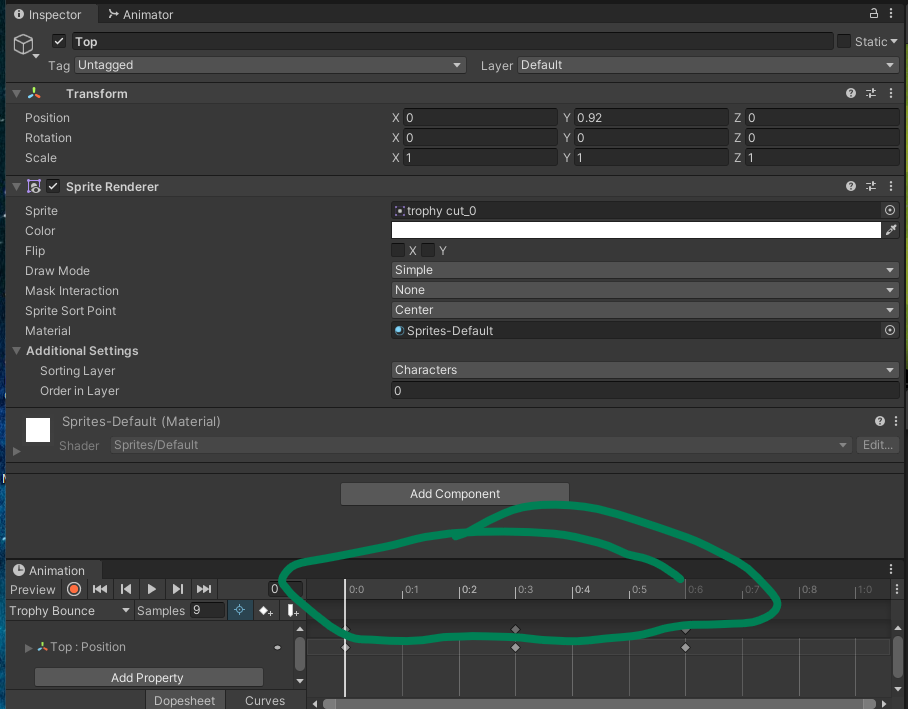 Inspector Animator
Top Static
Tag Untagged Layer Default
Transform
Position X 0 Y 0.92 Z 0
Rotation X 0 Y 0 Z 0
Scale X 1 Y 1 Z 1
Sprite Renderer
Sprite trophy cut_0
Color
Flip X Y
Draw Mode Simple
Mask Interaction None
Sprite Sort Point Center
Material Sprites-Default
Additional Settings
Sorting Layer Characters
Order in Layer 0
Sprites-Default (Material)
Shader Sprites/Default Edit...
Add Component
Animation
Preview 0 0:0 0:1 0:2 0:3 0:4 0:5 0:6 0:7 0:8 1:0
Trophy Bounce Samples 9
Top : Position
Add Property
Dopesheet Curves